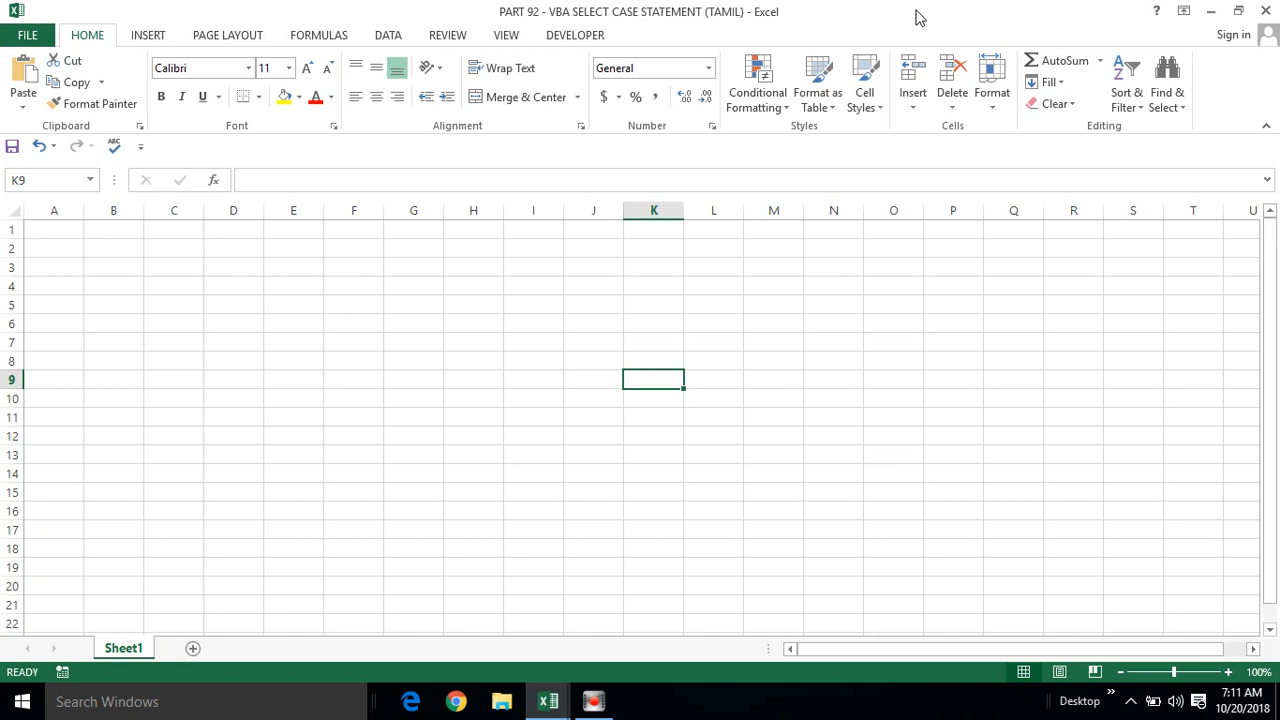 PART 92 - VBA SELECT CASE STATEMENT (TAMIL) - Excel
FILE HOME INSERT PAGE LAYOUT FORMULAS DATA REVIEW VIEW DEVELOPER Sign in
Cut
Copy
Format Painter
Paste
Clipboard
Calibri 11
B I U
Font
Wrap Text
Merge & Center
Alignment
General
$ % ,
Number
Conditional Formatting
Format as Table
Cell Styles
Styles
Insert Delete Format
Cells
AutoSum
Fill
Clear
Sort & Filter
Find & Select
Editing
K9
A B C D E F G H I J K L M N O P Q R S T U
1
2
3
4
5
6
7
8
9
10
11
12
13
14
15
16
17
18
19
20
21
22
Sheet1
READY 100%
Search Windows Desktop 7:11 AM
10/20/2018